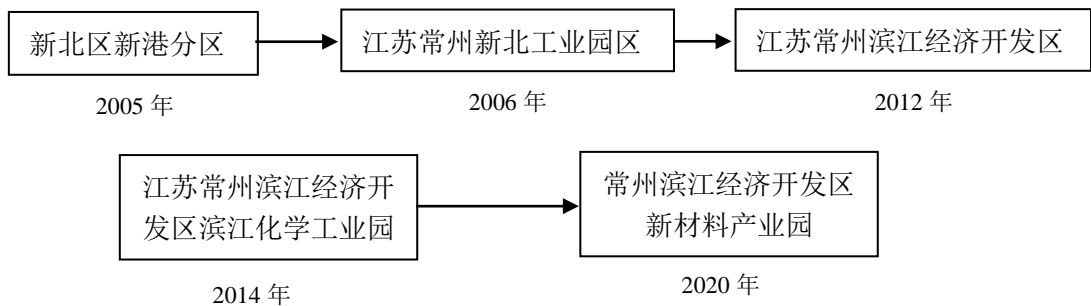 新北区新港分区
江苏常州新北工业园区
江苏常州滨江经济开发区
2005 年
2006 年
2012 年
江苏常州滨江经济开
发区滨江化学工业园
常州滨江经济开发区
新材料产业园
2014 年
2020 年